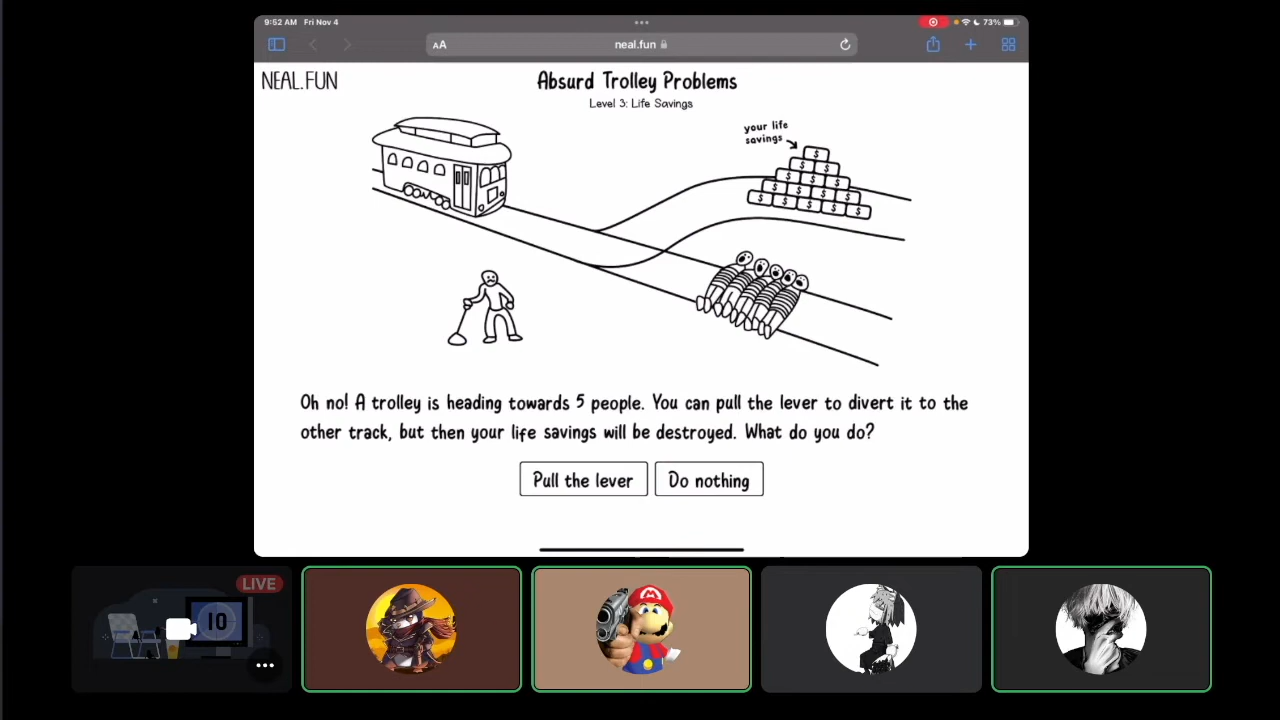 9:52 AM Fri Nov 4
73%
AA
neal.fun
NEAL.FUN
Absurd Trolley Problems
Level 3: Life Savings
your life
savings
$
$ $
$ $ $
$ $ $ $
$ $ $ $ $
Oh no! A trolley is heading towards 5 people. You can pull the lever to divert it to the
other track, but then your life savings will be destroyed. What do you do?
Pull the lever
Do nothing
LIVE
10
M